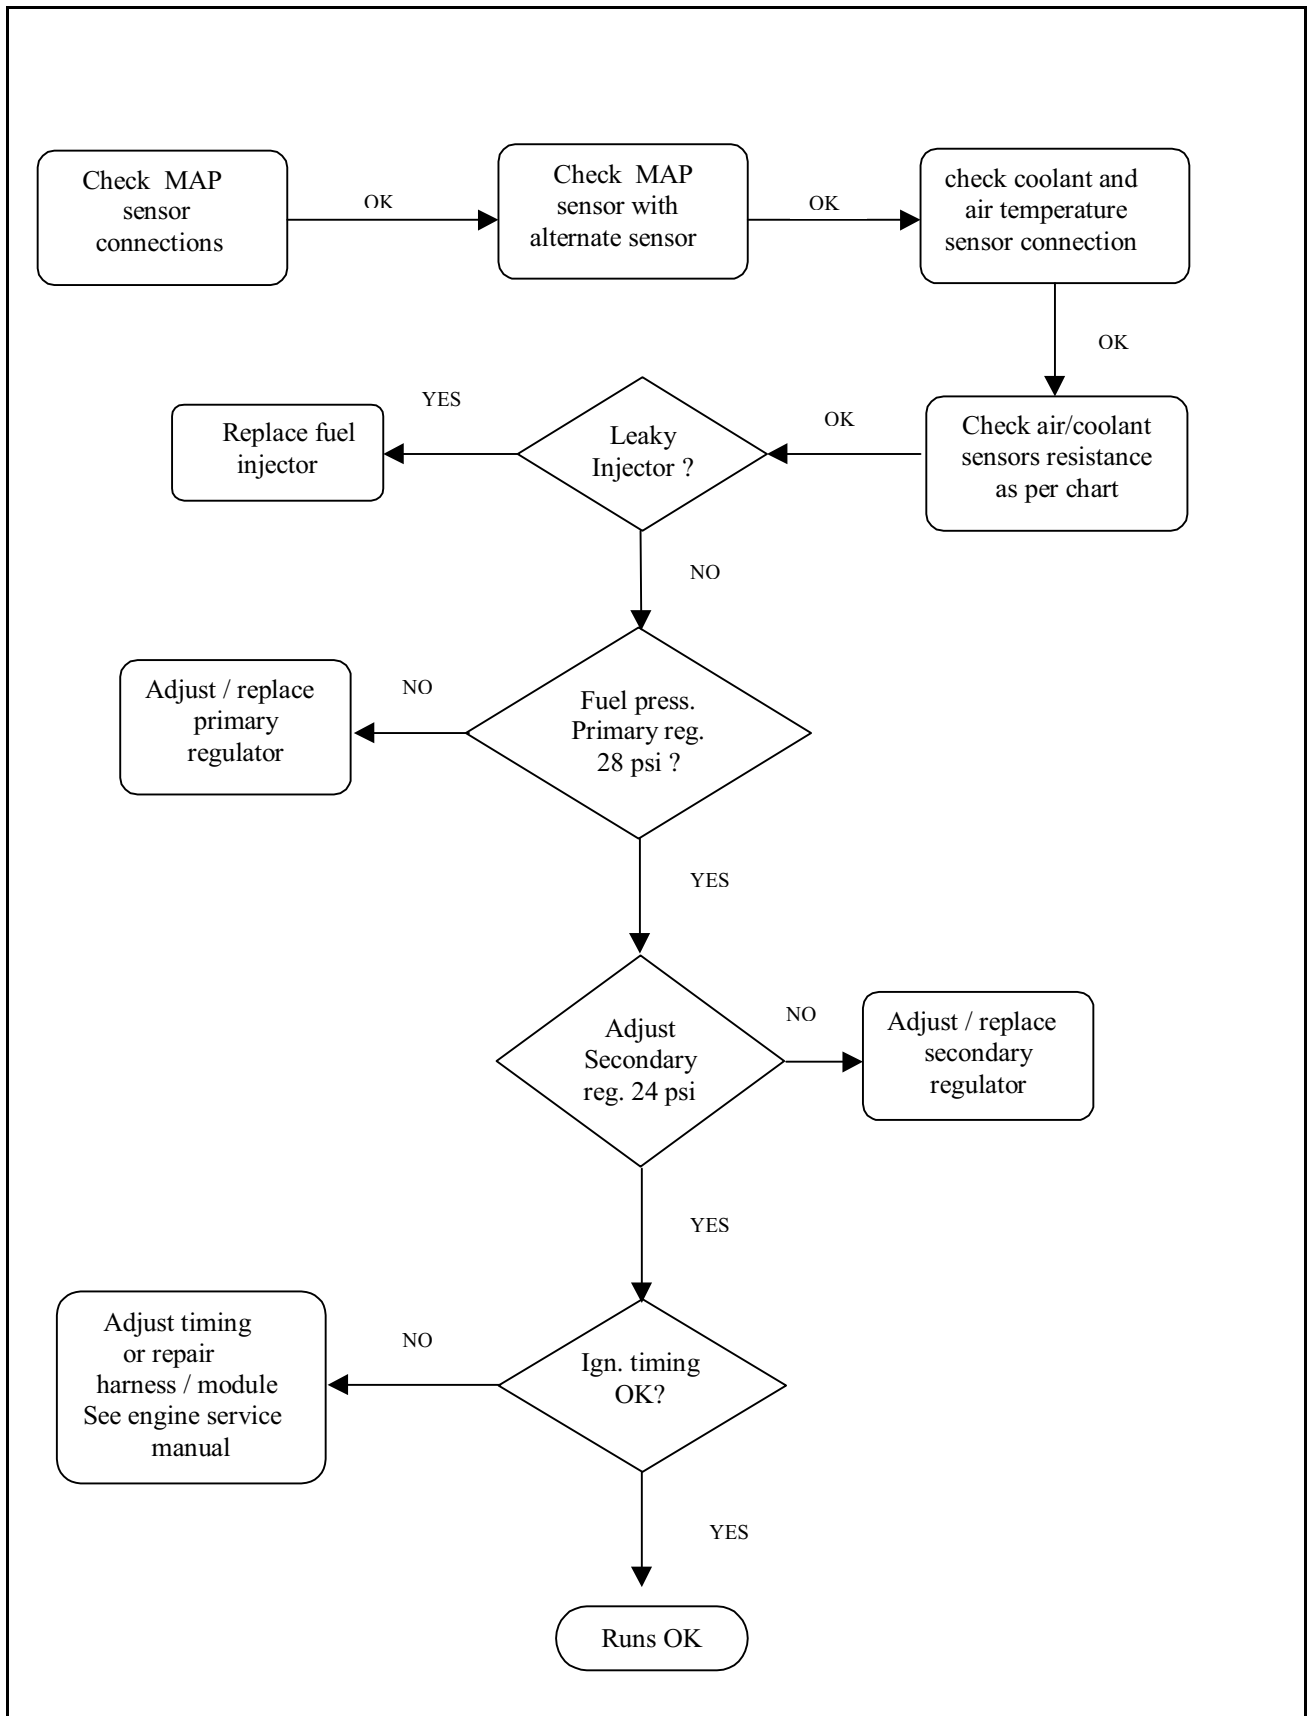 Check MAP
sensor
connections
OK
Check MAP
sensor with
alternate sensor
OK
check coolant and
air temperature
sensor connection
OK
Check air/coolant
sensors resistance
as per chart
OK
Leaky
Injector ?
YES
Replace fuel
injector
NO
Fuel press.
Primary reg.
28 psi ?
NO
Adjust / replace
primary
regulator
YES
Adjust
Secondary
reg. 24 psi
NO
Adjust / replace
secondary
regulator
YES
Ign. timing
OK?
NO
Adjust timing
or repair
harness / module
See engine service
manual
YES
Runs OK